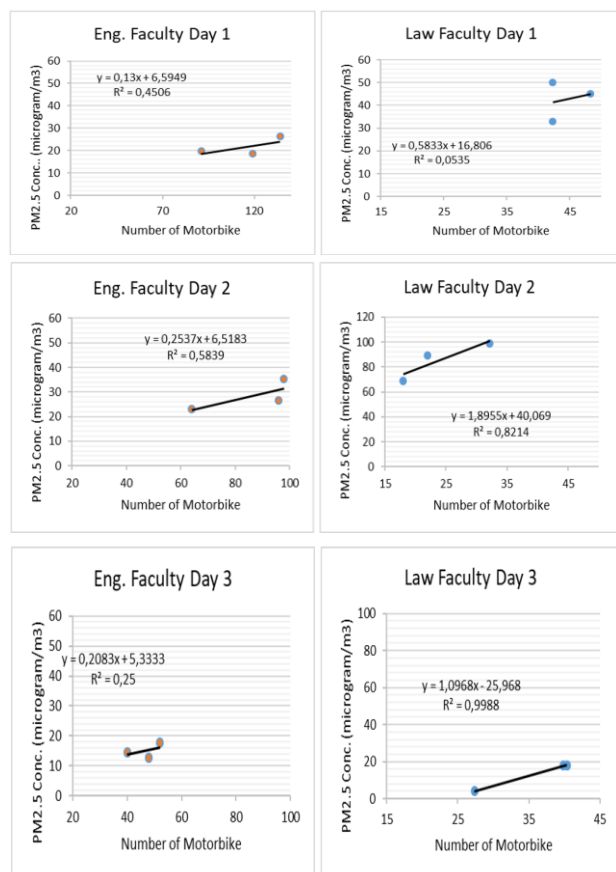 Eng. Faculty Day 1
PM2.5 Conc.. (microgram/m3)
60
50
40
30
20
10
0
y = 0,13x + 6,5949
R² = 0,4506
20 70 120
Number of Motorbike
Law Faculty Day 1
PM2.5 Conc. (microgram/m3)
60
50
40
30
20
10
0
y = 0,5833x + 16,806
R² = 0,0535
15 25 35 45
Number of Motorbike
Eng. Faculty Day 2
PM2.5 Conc. (microgram/m3)
60
50
40
30
20
10
0
y = 0,2537x + 6,5183
R² = 0,5839
20 40 60 80 100
Number of Motorbike
Law Faculty Day 2
PM2.5 Conc. (microgram/m3)
120
100
80
60
40
20
0
y = 1,8955x + 40,069
R² = 0,8214
15 25 35 45
Number of Motorbike
Eng. Faculty Day 3
PM2.5 Conc. (microgram/m3)
60
50
40
30
20
10
0
y = 0,2083x + 5,3333
R² = 0,25
20 40 60 80 100
Number of Motorbike
Law Faculty Day 3
PM2.5 Conc. (microgram/m3)
100
80
60
40
20
0
y = 1,0968x - 25,968
R² = 0,9988
15 25 35 45
Number of Motorbike